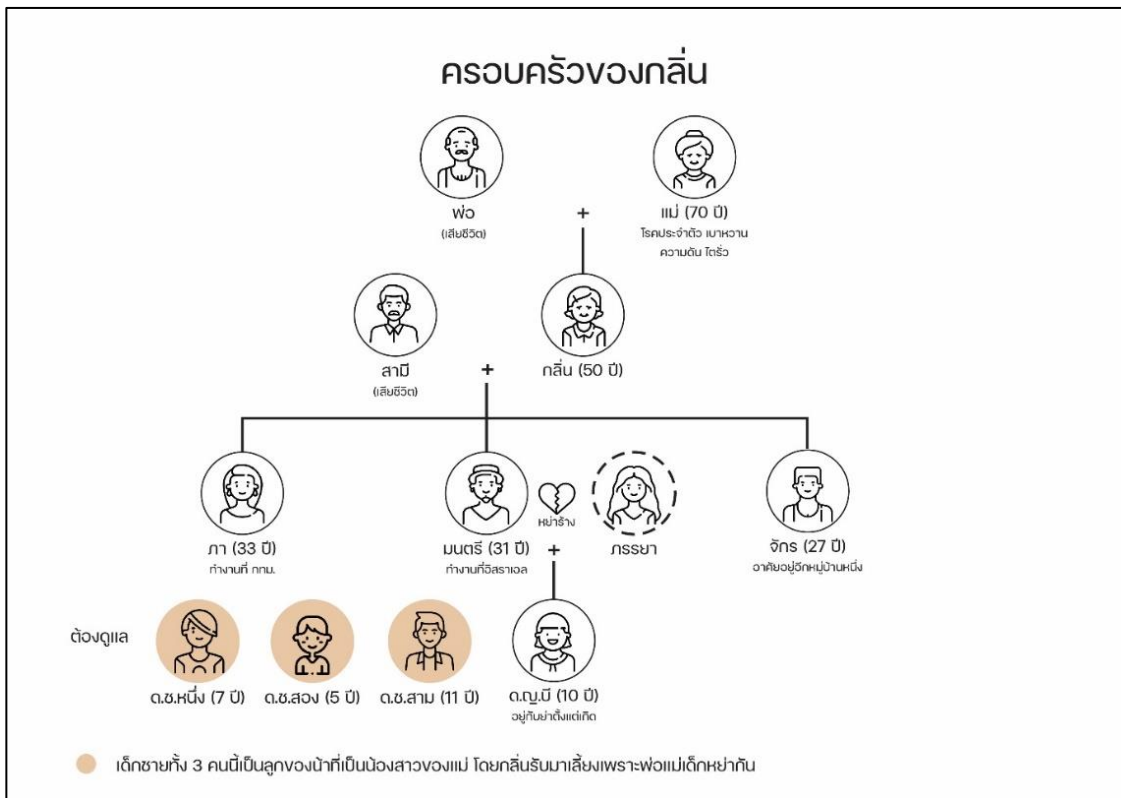 ครอบครัวของกลิ่น
พ่อ
(เสียชีวิต)
+
แม่ (70 ปี)
โรคประจำตัว เบาหวาน
ความดัน ไตรั่ว
สามี
(เสียชีวิต)
+
กลิ่น (50 ปี)
ภา (33 ปี)
ทำงานที่ กทม.
มนตรี (31 ปี)
ทำงานที่อิสราเอล
หย่าร้าง
+
ภรรยา
จักร (27 ปี)
อาศัยอยู่อีกหมู่บ้านหนึ่ง
ต้องดูแล
ด.ช.หนึ่ง (7 ปี)
ด.ช.สอง (5 ปี)
ด.ช.สาม (11 ปี)
ด.ญ.มี (10 ปี)
อยู่กับย่าตั้งแต่เกิด
เด็กชายทั้ง 3 คนนี้เป็นลูกของน้าที่เป็นน้องสาวของแม่ โดยกลิ่นรับมาเลี้ยงเพราะพ่อแม่เด็กหย่ากัน